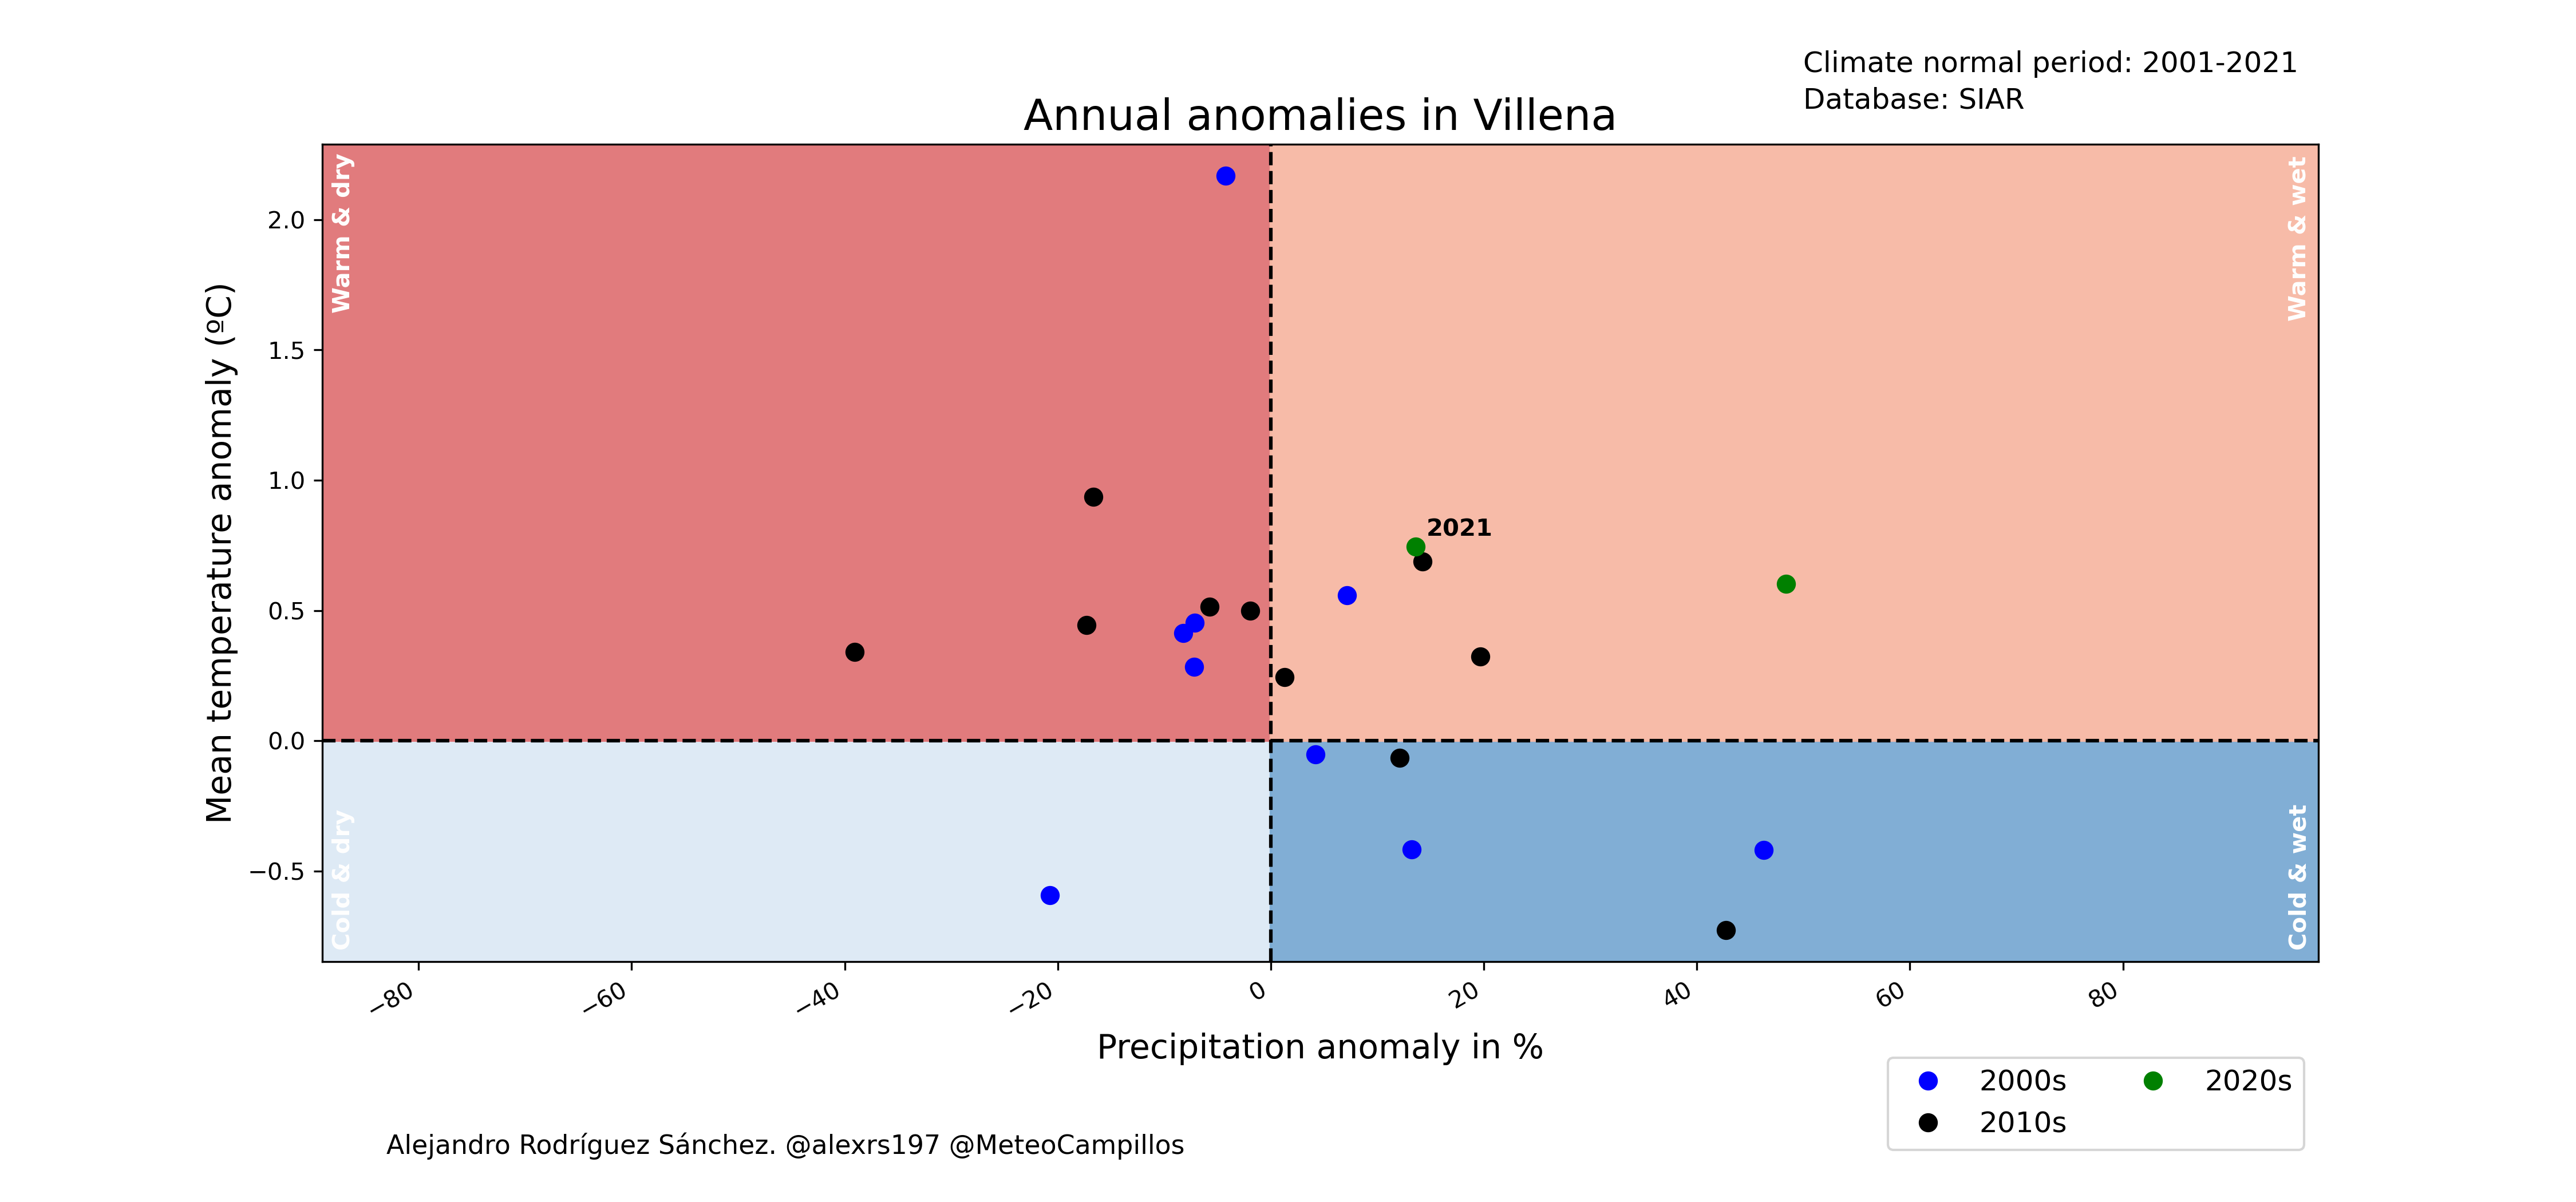 Climate normal period: 2001-2021
Database: SIAR
Annual anomalies in Villena
Warm & dry
Warm & wet
Mean temperature anomaly (ºC)
2.0
1.5
1.0
0.5
0.0
−0.5
2021
Cold & dry
Cold & wet
−80
−60
−40
−20
0
20
40
60
80
Precipitation anomaly in %
2000s
2010s
2020s
Alejandro Rodríguez Sánchez. @alexrs197 @MeteoCampillos